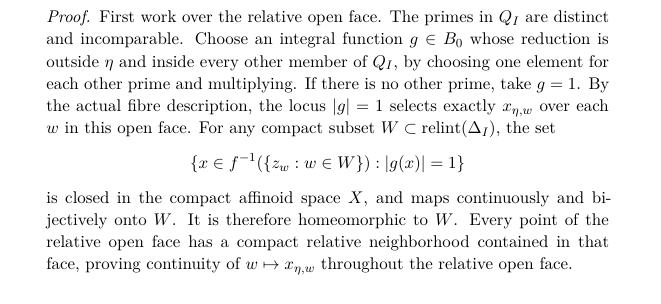 Proof. First work over the relative open face. The primes in Q_I are distinct
and incomparable. Choose an integral function g ∈ B_0 whose reduction is
outside η and inside every other member of Q_I, by choosing one element for
each other prime and multiplying. If there is no other prime, take g = 1. By
the actual fibre description, the locus |g| = 1 selects exactly x_{η,w} over each
w in this open face. For any compact subset W ⊂ relint(Δ_I), the set
{x ∈ f^{-1}({z_w : w ∈ W}) : |g(x)| = 1}
is closed in the compact affinoid space X, and maps continuously and bi-
jectively onto W. It is therefore homeomorphic to W. Every point of the
relative open face has a compact relative neighborhood contained in that
face, proving continuity of w ↦ x_{η,w} throughout the relative open face.